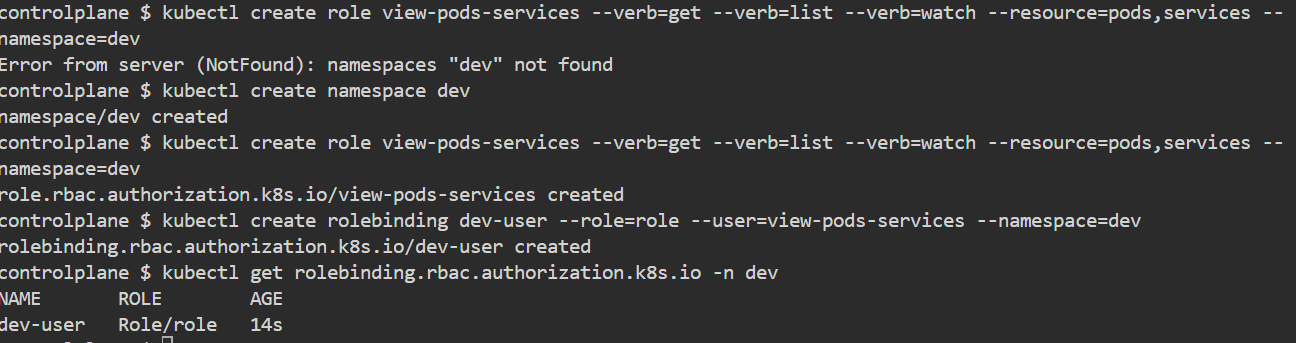 controlplane $ kubectl create role view-pods-services --verb=get --verb=list --verb=watch --resource=pods,services --
namespace=dev
Error from server (NotFound): namespaces "dev" not found
controlplane $ kubectl create namespace dev
namespace/dev created
controlplane $ kubectl create role view-pods-services --verb=get --verb=list --verb=watch --resource=pods,services --
namespace=dev
role.rbac.authorization.k8s.io/view-pods-services created
controlplane $ kubectl create rolebinding dev-user --role=role --user=view-pods-services --namespace=dev
rolebinding.rbac.authorization.k8s.io/dev-user created
controlplane $ kubectl get rolebinding.rbac.authorization.k8s.io -n dev
NAME ROLE AGE
dev-user Role/role 14s